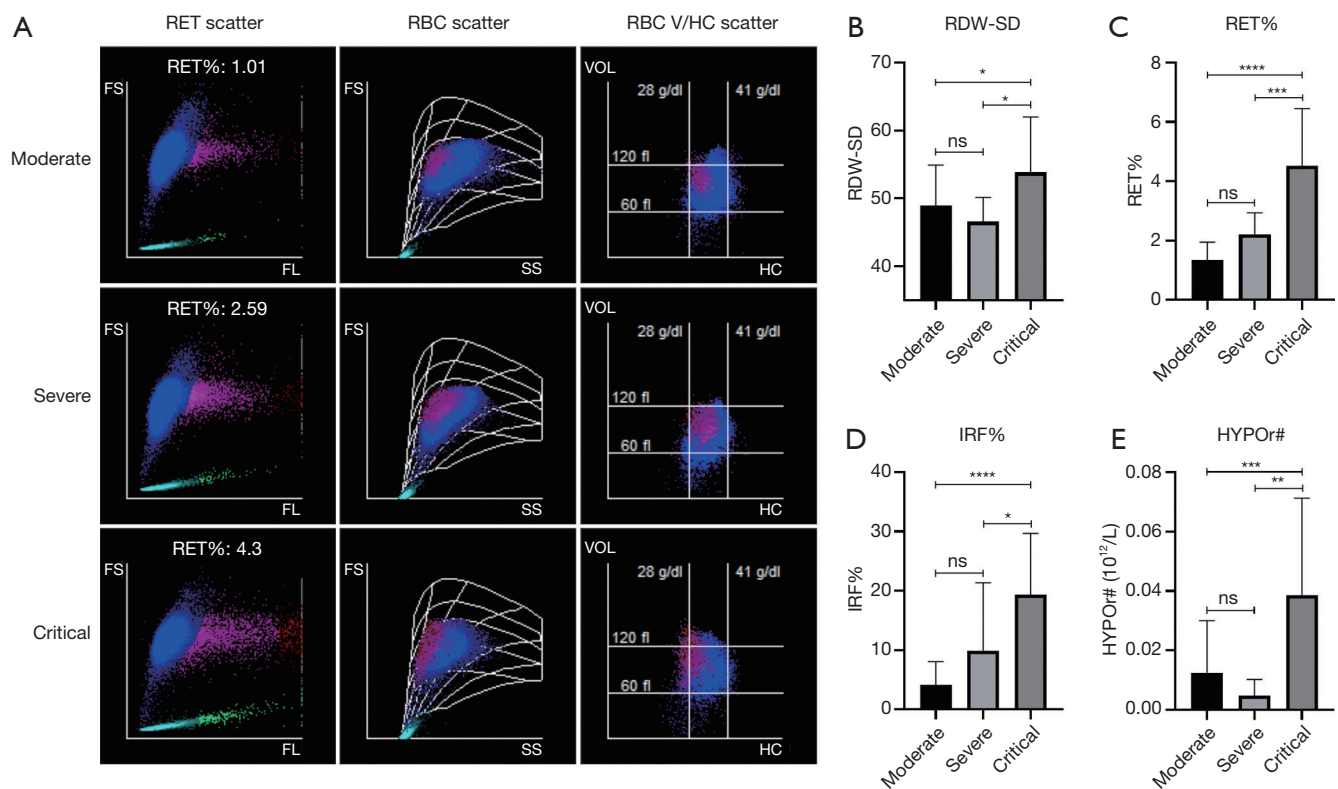 A
RET scatter
RBC scatter
RBC V/HC scatter
Moderate
RET%: 1.01
FS
FL
FS
SS
VOL
28 g/dl
41 g/dl
120 fl
60 fl
HC
Severe
RET%: 2.59
FS
FL
FS
SS
VOL
28 g/dl
41 g/dl
120 fl
60 fl
HC
Critical
RET%: 4.3
FS
FL
FS
SS
VOL
28 g/dl
41 g/dl
120 fl
60 fl
HC
B
RDW-SD
RDW-SD
70
60
50
40
*
*
ns
Moderate
Severe
Critical
C
RET%
RET%
8
6
4
2
0
****
***
ns
Moderate
Severe
Critical
D
IRF%
IRF%
40
30
20
10
0
****
*
ns
Moderate
Severe
Critical
E
HYPOr#
HYPOr# (10¹²/L)
0.08
0.06
0.04
0.02
0.00
***
**
ns
Moderate
Severe
Critical